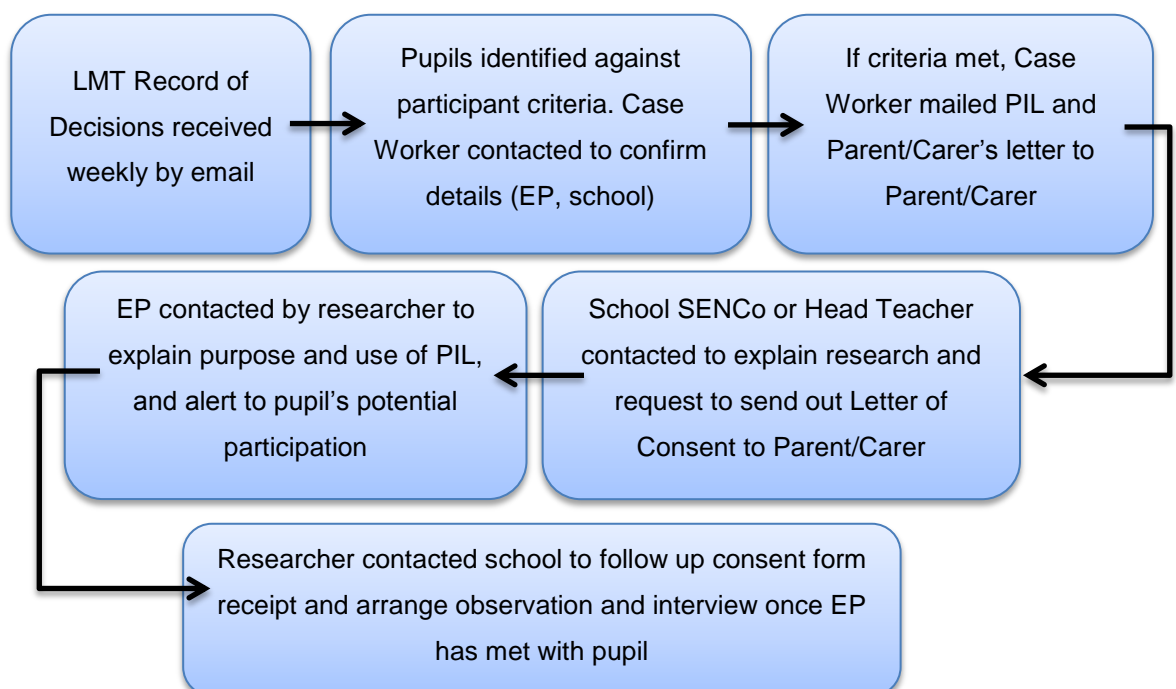 LMT Record of
Decisions received
weekly by email
Pupils identified against
participant criteria. Case
Worker contacted to confirm
details (EP, school)
If criteria met, Case
Worker mailed PIL and
Parent/Carer’s letter to
Parent/Carer
School SENCo or Head Teacher
contacted to explain research and
request to send out Letter of
Consent to Parent/Carer
EP contacted by researcher to
explain purpose and use of PIL,
and alert to pupil’s potential
participation
Researcher contacted school to follow up consent form
receipt and arrange observation and interview once EP
has met with pupil